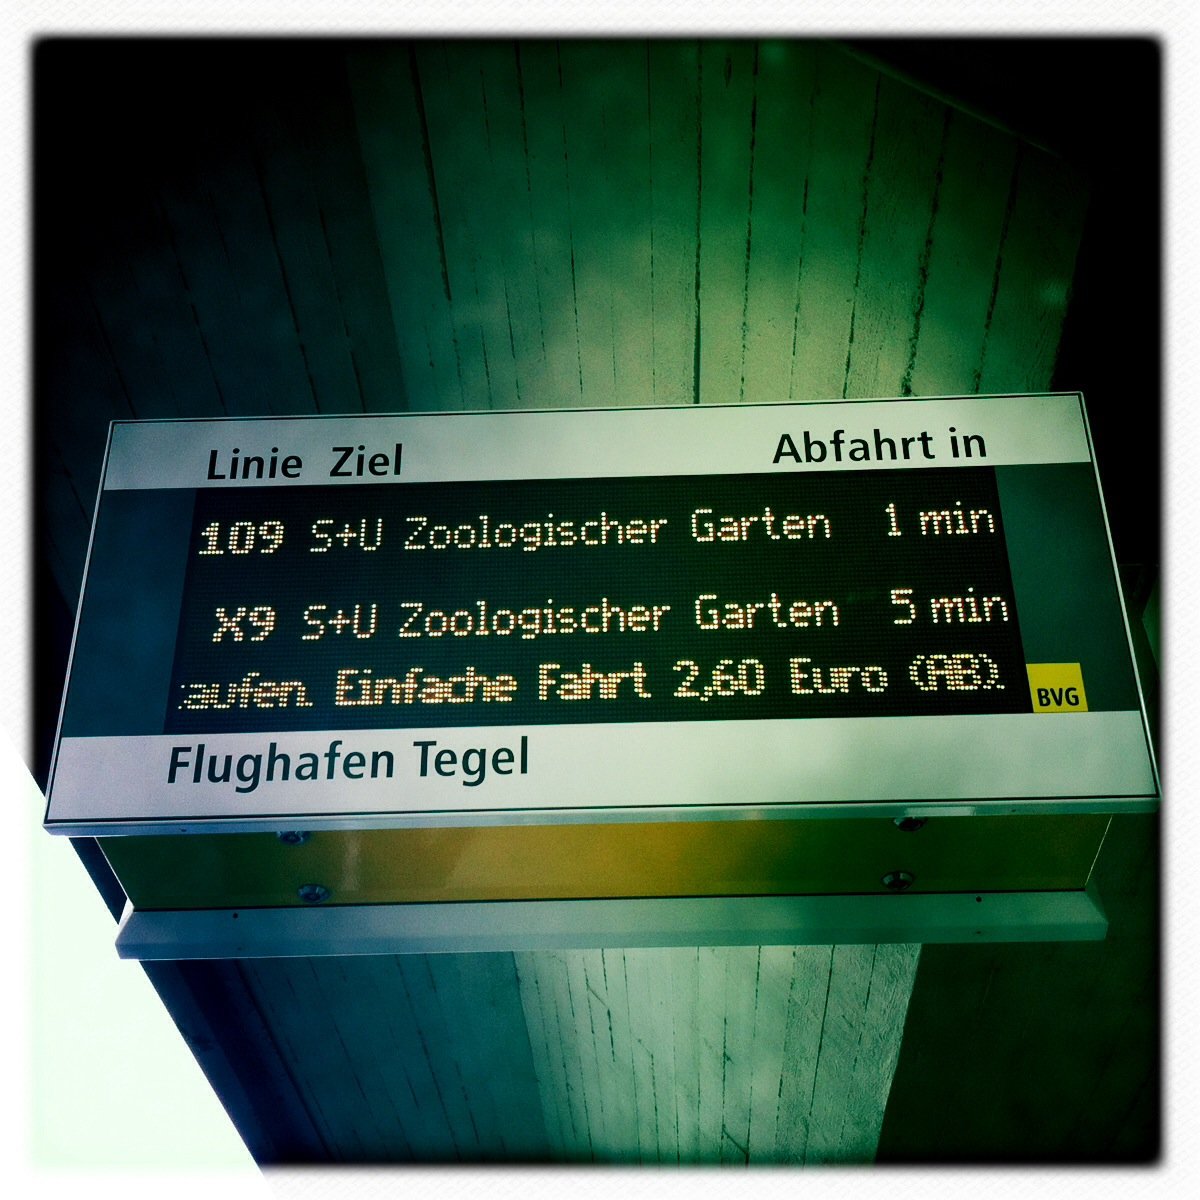 Linie Ziel Abfahrt in
109 S+U Zoologischer Garten 1 min
X9 S+U Zoologischer Garten 5 min
aufen. Einfache Fahrt 2,60 Euro (AB)
BVG
Flughafen Tegel